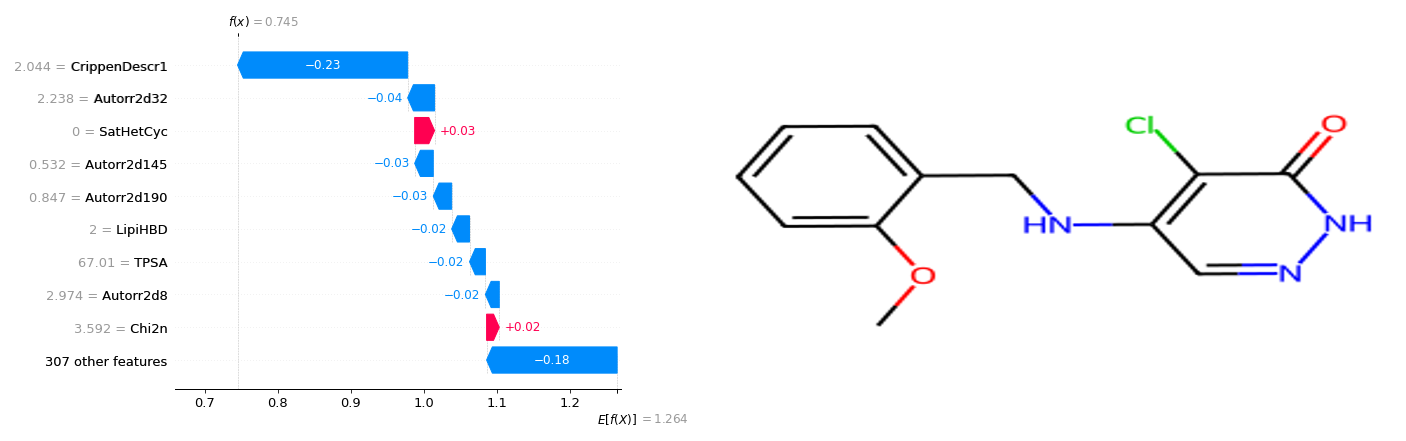 f(x) = 0.745
2.044 = CrippenDescr1
−0.23
2.238 = Autorr2d32
−0.04
0 = SatHetCyc
+0.03
0.532 = Autorr2d145
−0.03
0.847 = Autorr2d190
−0.03
2 = LipiHBD
−0.02
67.01 = TPSA
−0.02
2.974 = Autorr2d8
−0.02
3.592 = Chi2n
+0.02
307 other features
−0.18
0.7 0.8 0.9 1.0 1.1 1.2
E[f(X)] = 1.264
Cl
O
HN
NH
O
N